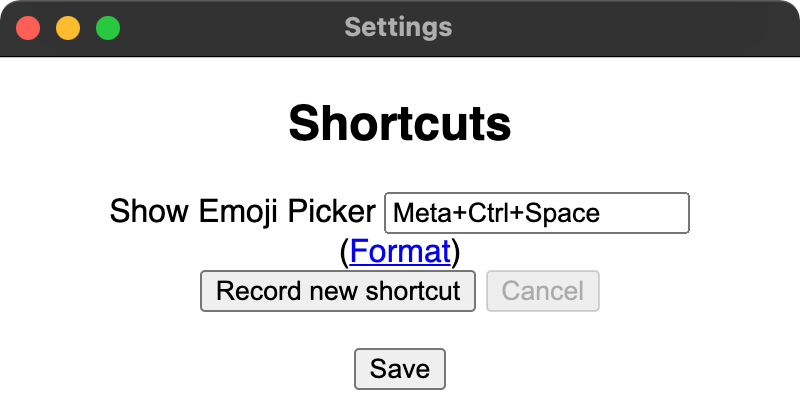 Settings
Shortcuts
Show Emoji Picker Meta+Ctrl+Space
(Format)
Record new shortcut Cancel
Save